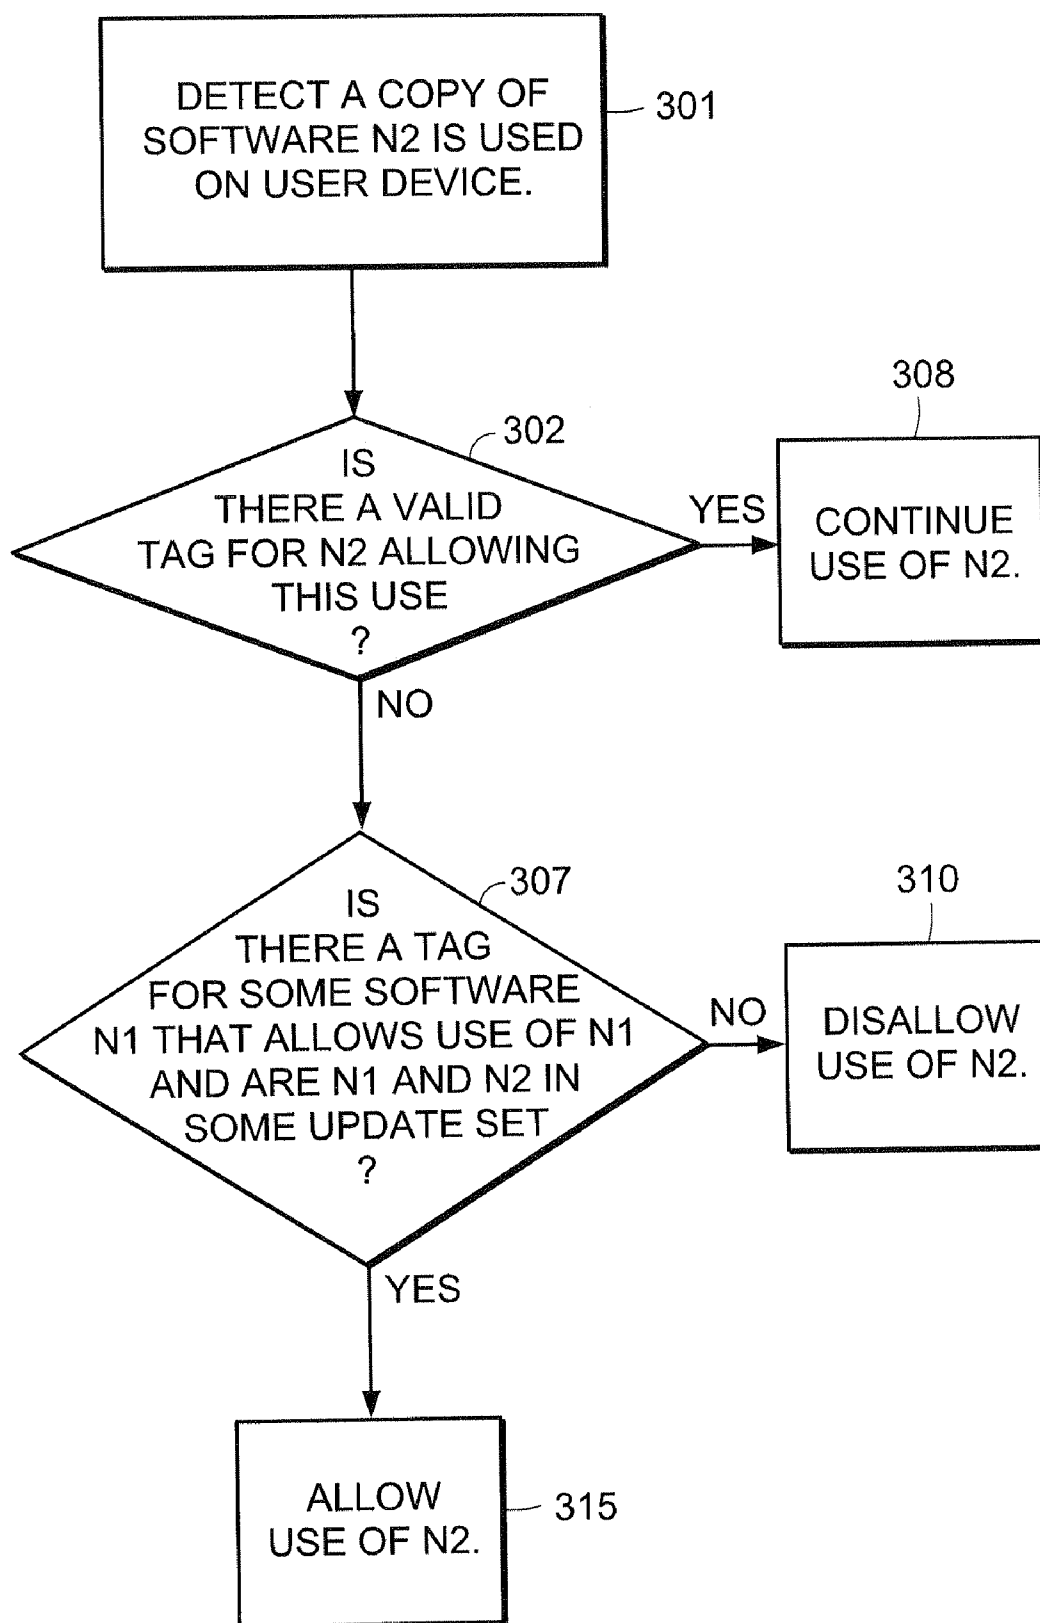 DETECT A COPY OF
SOFTWARE N2 IS USED
ON USER DEVICE.
301
308
302
IS
THERE A VALID
TAG FOR N2 ALLOWING
THIS USE
?
YES
CONTINUE
USE OF N2.
NO
307
310
IS
THERE A TAG
FOR SOME SOFTWARE
N1 THAT ALLOWS USE OF N1
AND ARE N1 AND N2 IN
SOME UPDATE SET
?
NO
DISALLOW
USE OF N2.
YES
ALLOW
USE OF N2.
315